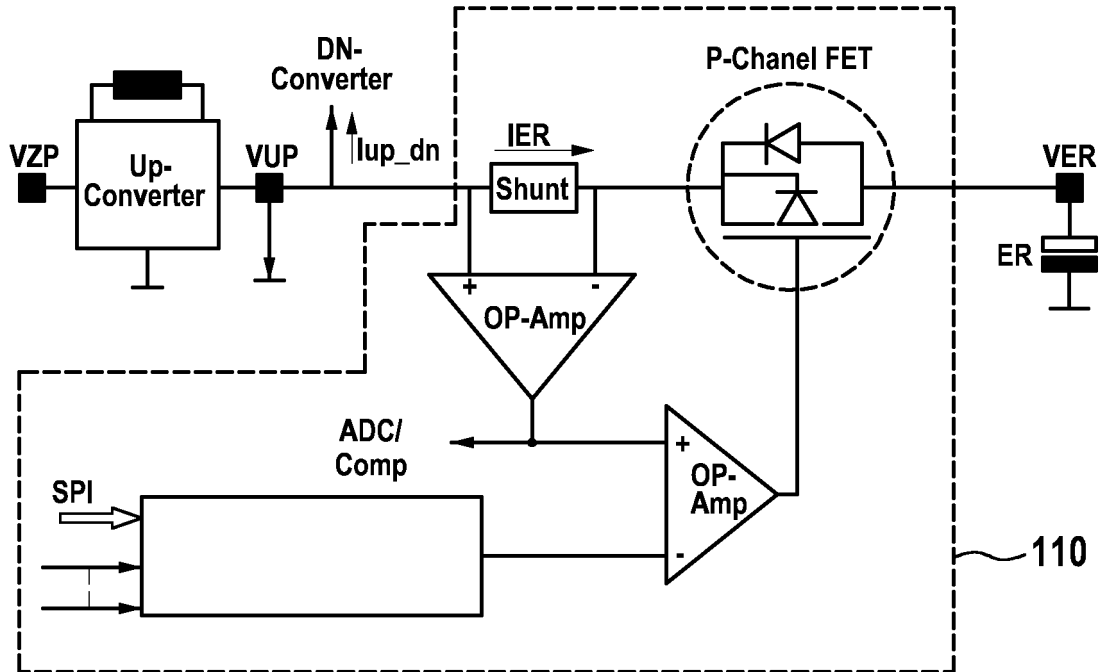 DN-
Converter
P-Chanel FET
VZP
Up-
Converter
VUP
Iup_dn
IER
Shunt
VER
ER
+ -
OP-Amp
ADC/
Comp
+
OP-
Amp
-
SPI
110